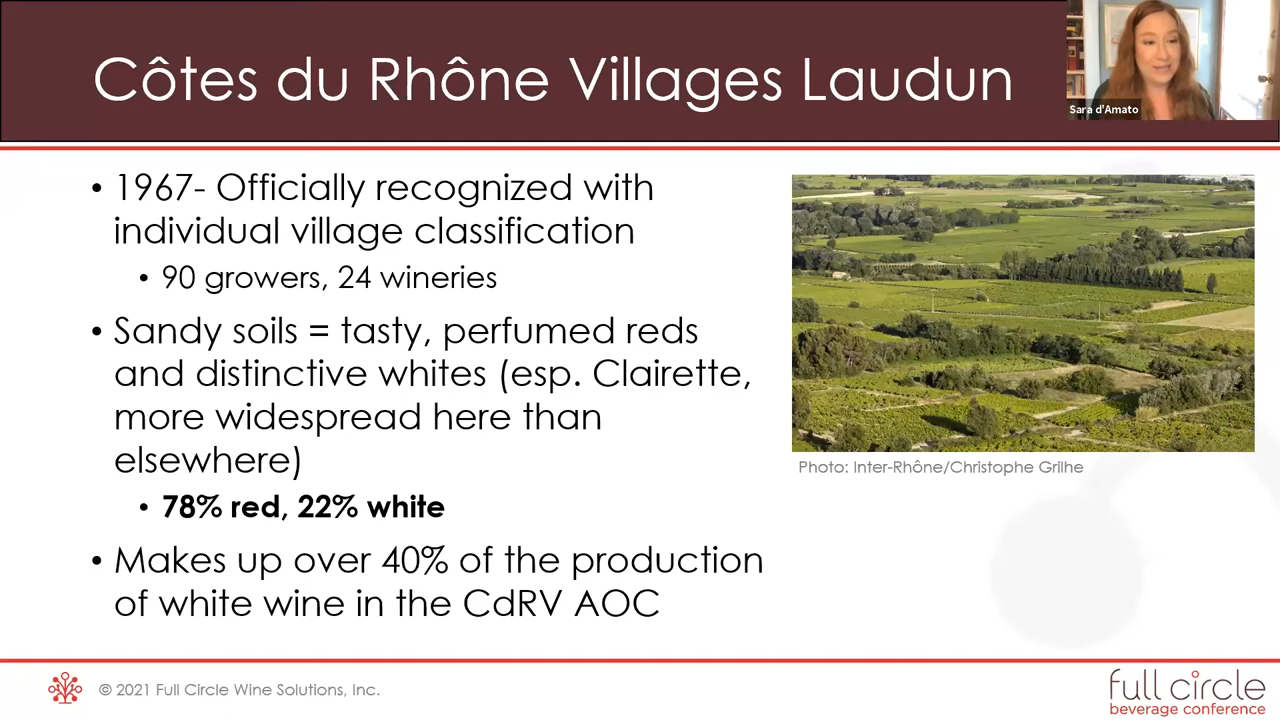 Côtes du Rhône Villages Laudun
Sara d'Amato
• 1967- Officially recognized with
individual village classification
• 90 growers, 24 wineries
• Sandy soils = tasty, perfumed reds
and distinctive whites (esp. Clairette,
more widespread here than
elsewhere)
• 78% red, 22% white
• Makes up over 40% of the production
of white wine in the CdRV AOC
Photo: Inter-Rhône/Christophe Grilhe
© 2021 Full Circle Wine Solutions, Inc.
full circle
beverage conference